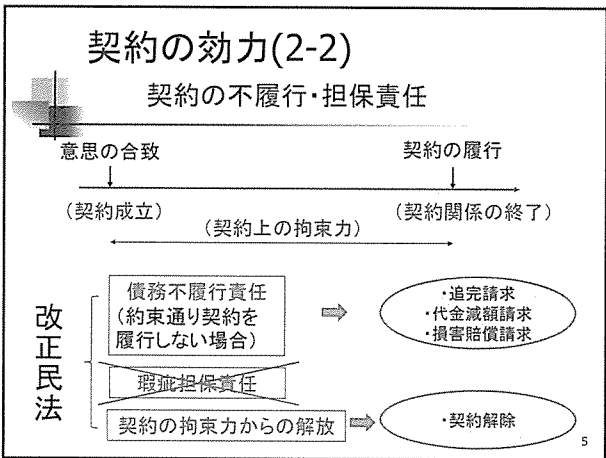 契約の効力(2-2)
契約の不履行・担保責任
意思の合致
契約の履行
(契約成立)
(契約関係の終了)
(契約上の拘束力)
改正民法
債務不履行責任
(約束通り契約を
履行しない場合)
・追完請求
・代金減額請求
・損害賠償請求
瑕疵担保責任
契約の拘束力からの解放
・契約解除
5